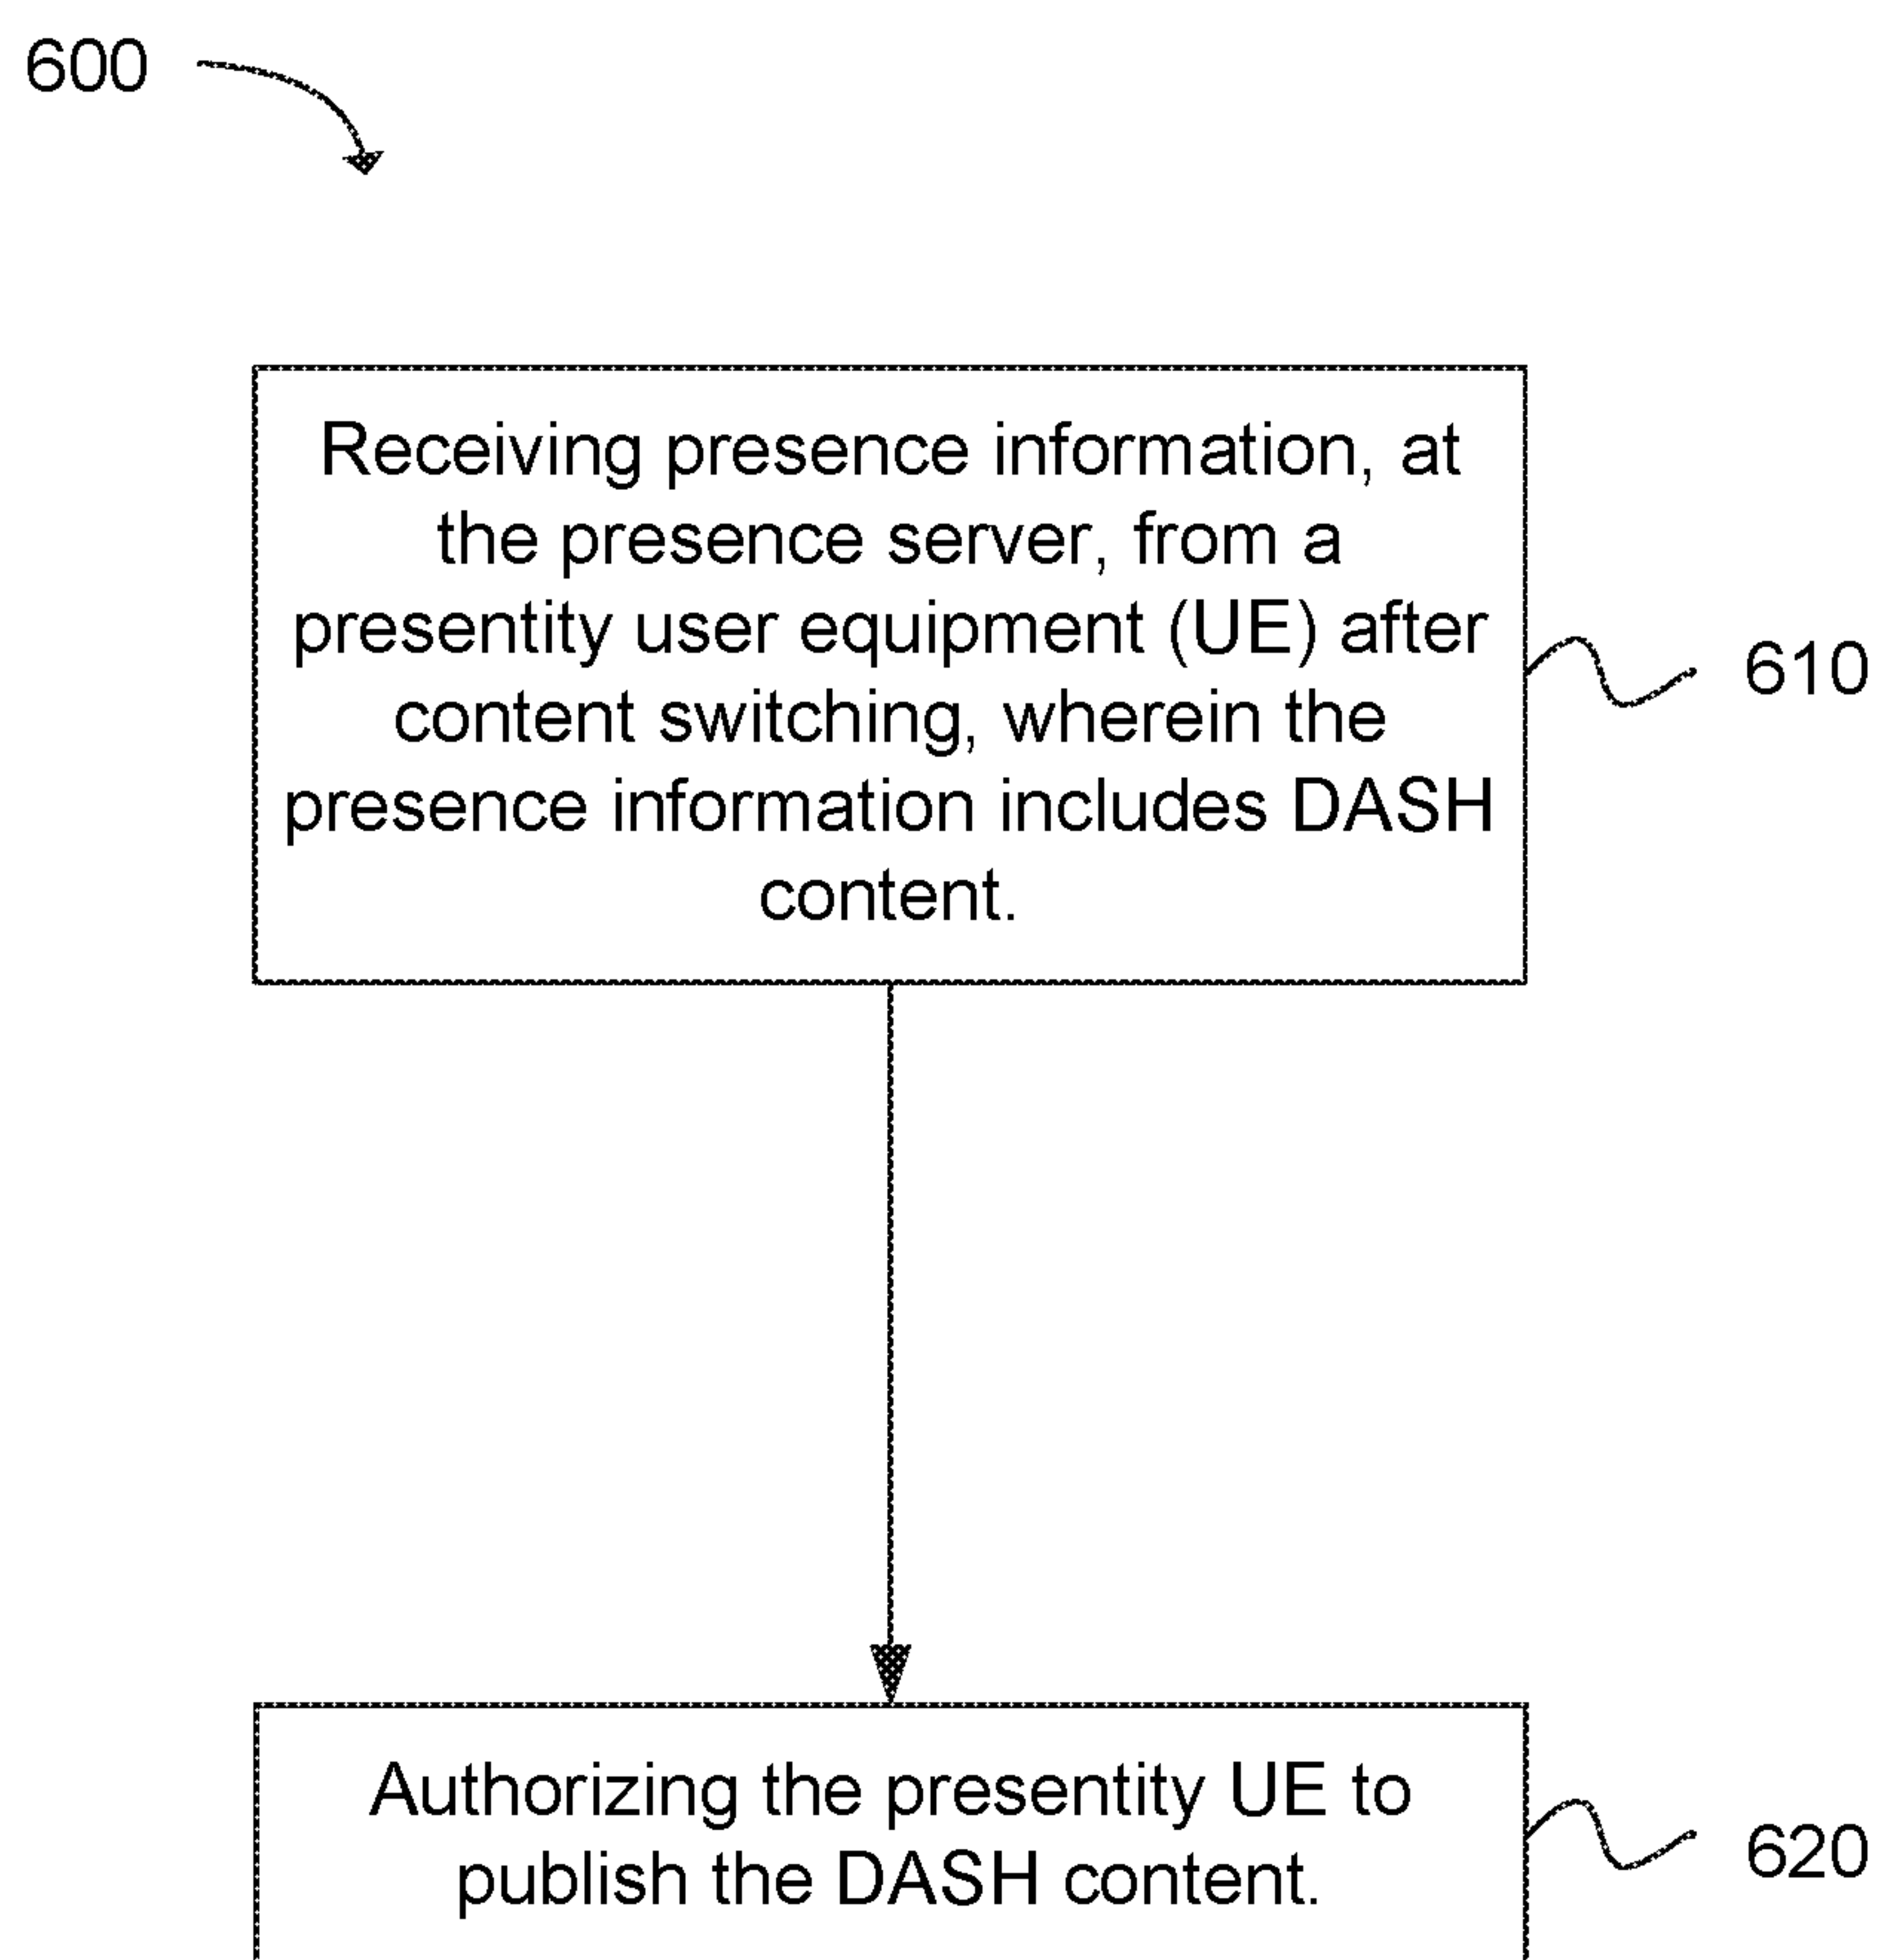 600
Receiving presence information, at
the presence server, from a
presentity user equipment (UE) after
content switching, wherein the
presence information includes DASH
content.
610
Authorizing the presentity UE to
publish the DASH content.
620